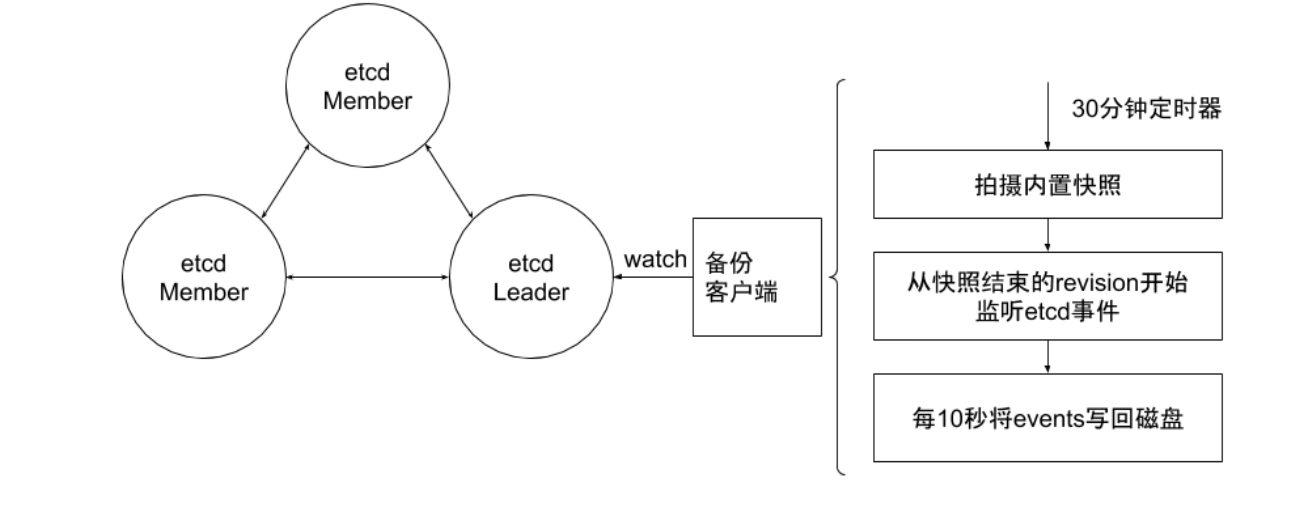 etcd
Member
etcd
Member
etcd
Leader
watch
备份
客户端
30分钟定时器
拍摄内置快照
从快照结束的revision开始
监听etcd事件
每10秒将events写回磁盘